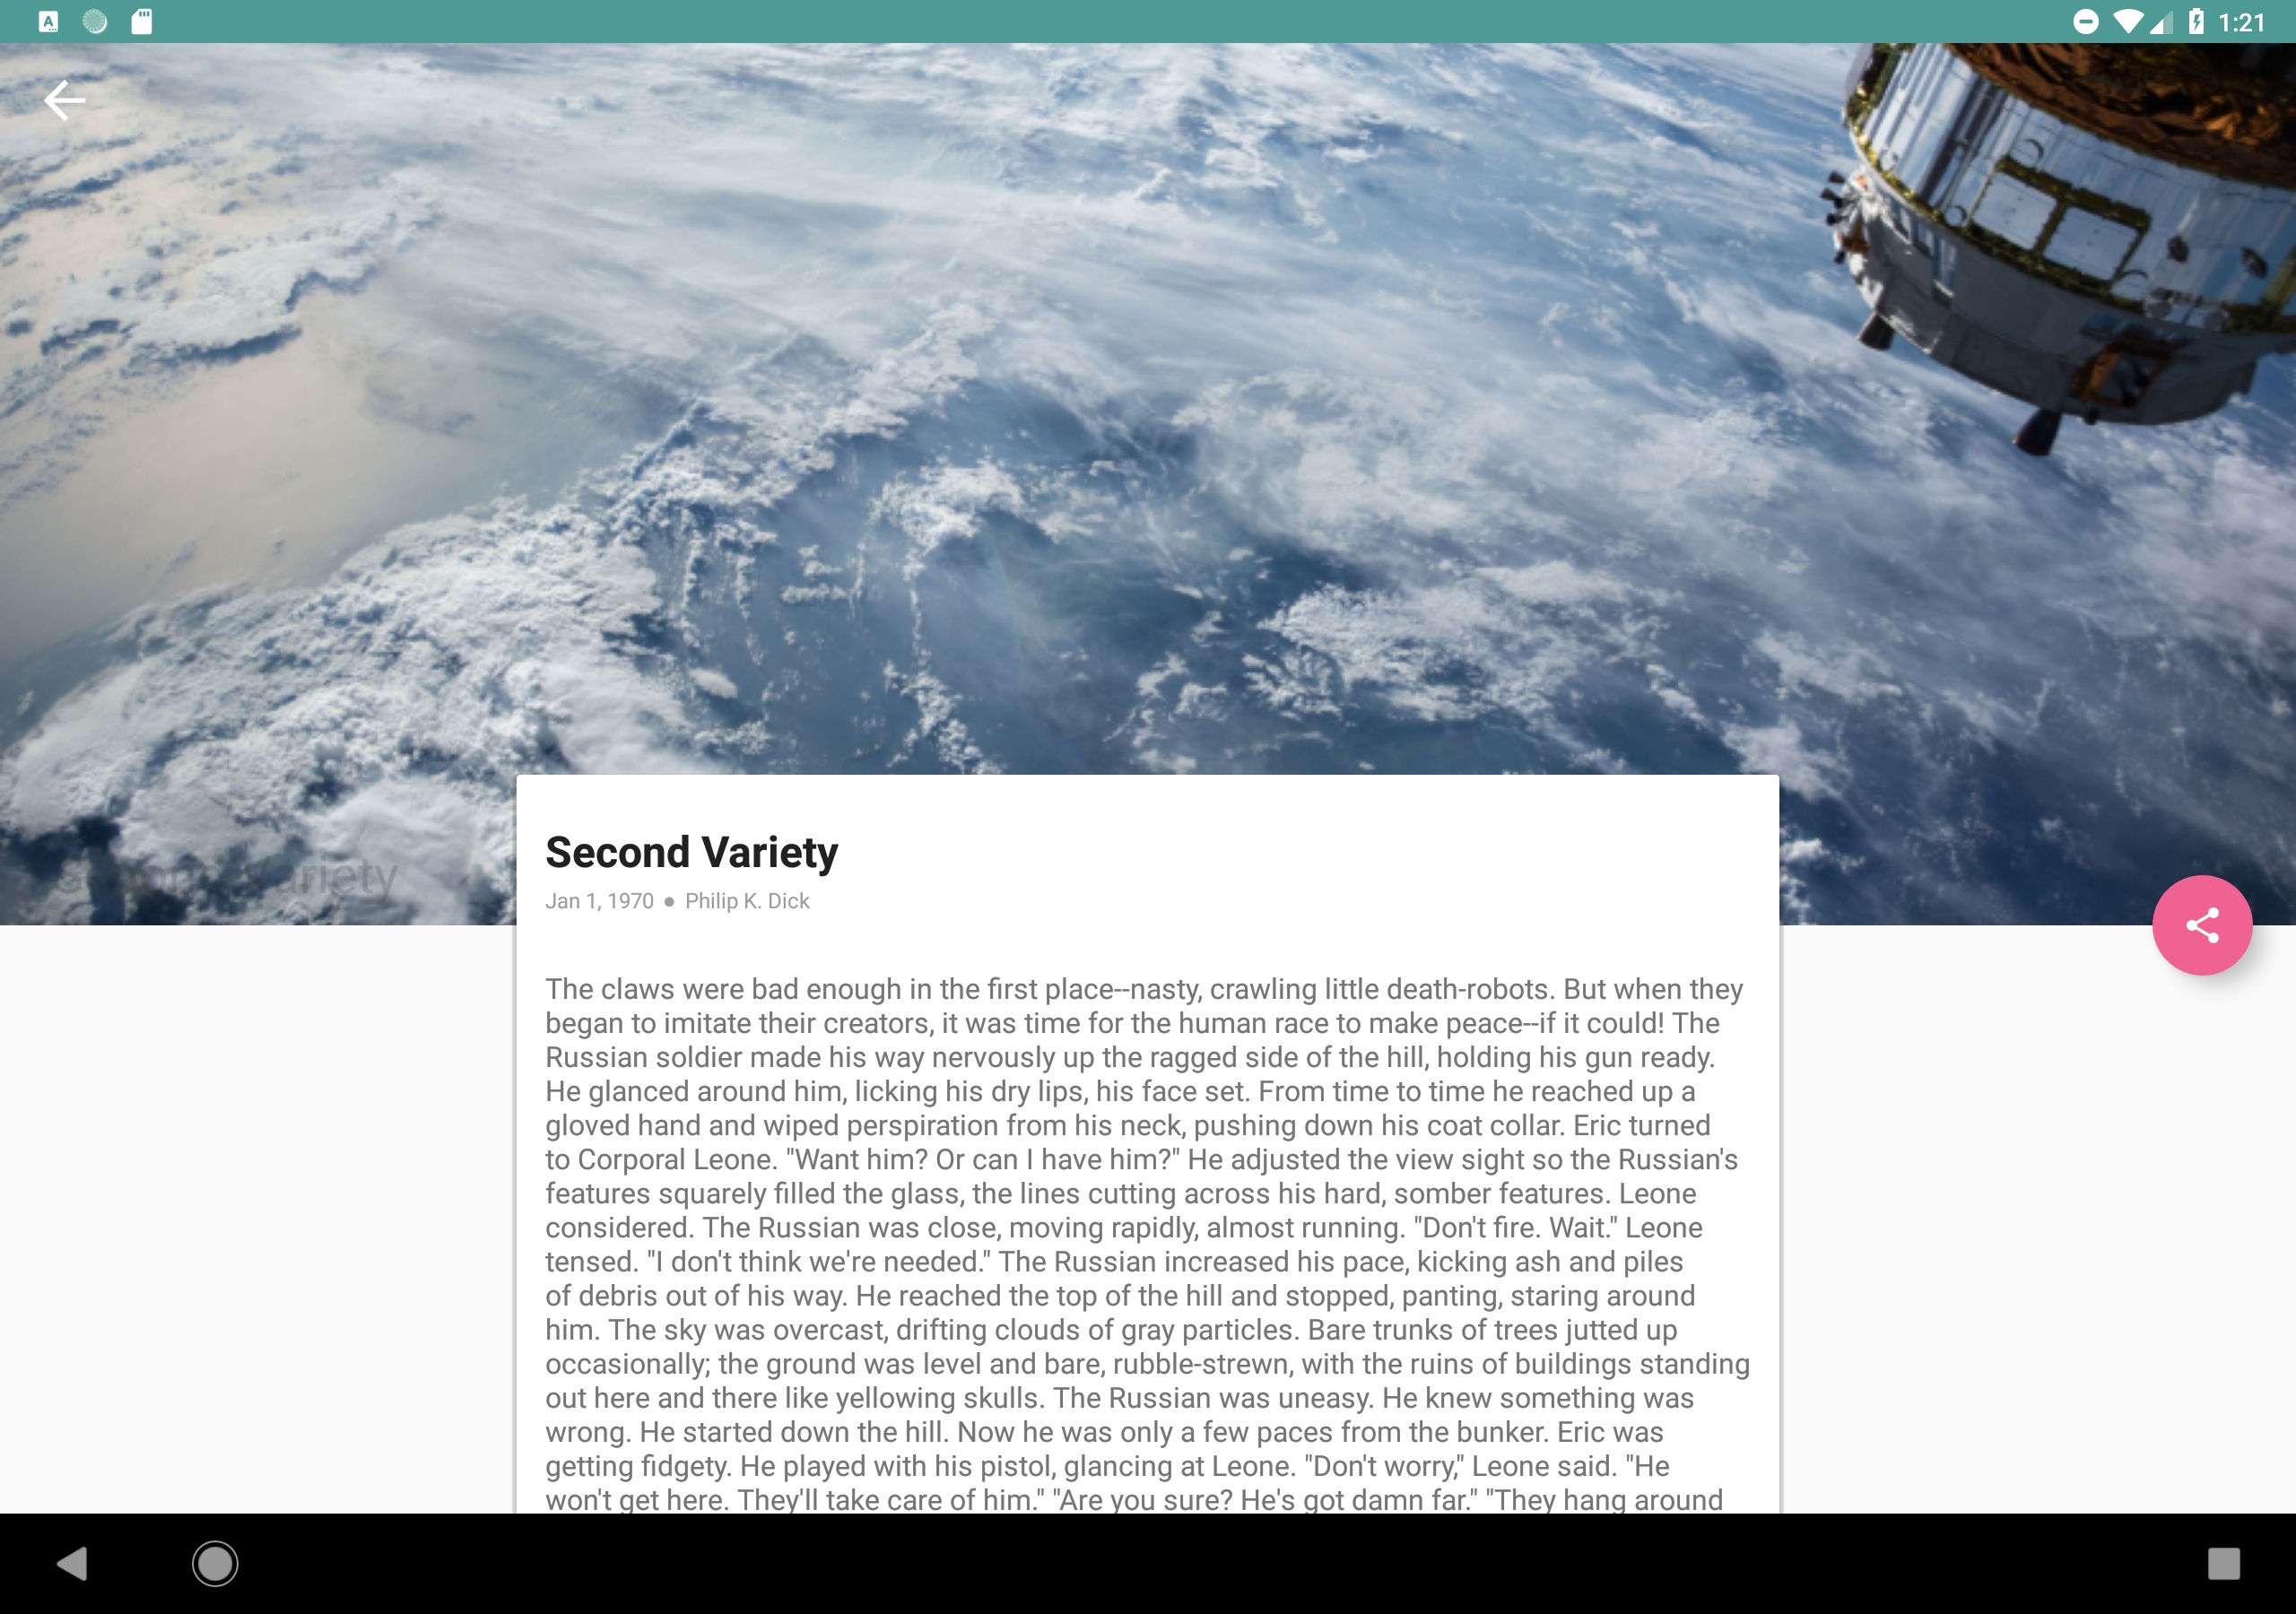 1:21
Second Variety
Second Variety
Jan 1, 1970 ● Philip K. Dick
The claws were bad enough in the first place--nasty, crawling little death-robots. But when they
began to imitate their creators, it was time for the human race to make peace--if it could! The
Russian soldier made his way nervously up the ragged side of the hill, holding his gun ready.
He glanced around him, licking his dry lips, his face set. From time to time he reached up a
gloved hand and wiped perspiration from his neck, pushing down his coat collar. Eric turned
to Corporal Leone. "Want him? Or can I have him?" He adjusted the view sight so the Russian's
features squarely filled the glass, the lines cutting across his hard, somber features. Leone
considered. The Russian was close, moving rapidly, almost running. "Don't fire. Wait." Leone
tensed. "I don't think we're needed." The Russian increased his pace, kicking ash and piles
of debris out of his way. He reached the top of the hill and stopped, panting, staring around
him. The sky was overcast, drifting clouds of gray particles. Bare trunks of trees jutted up
occasionally; the ground was level and bare, rubble-strewn, with the ruins of buildings standing
out here and there like yellowing skulls. The Russian was uneasy. He knew something was
wrong. He started down the hill. Now he was only a few paces from the bunker. Eric was
getting fidgety. He played with his pistol, glancing at Leone. "Don't worry," Leone said. "He
won't get here. They'll take care of him." "Are you sure? He's got damn far." "They hang around